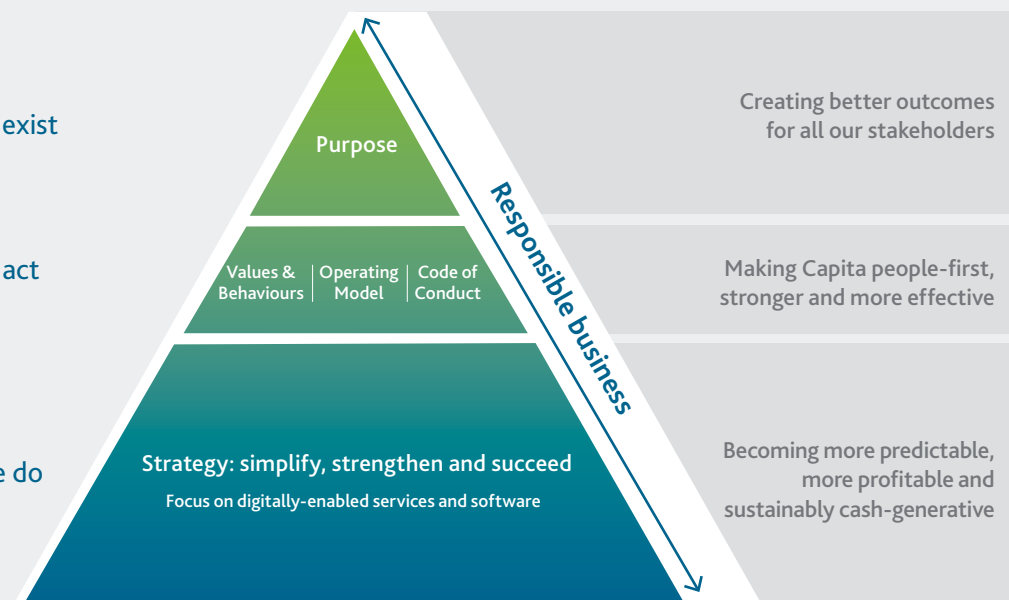 exist
Purpose
Creating better outcomes
for all our stakeholders
Responsible business
act
Values &
Behaviours
Operating
Model
Code of
Conduct
Making Capita people-first,
stronger and more effective
do
Strategy: simplify, strengthen and succeed
Focus on digitally-enabled services and software
Becoming more predictable,
more profitable and
sustainably cash-generative